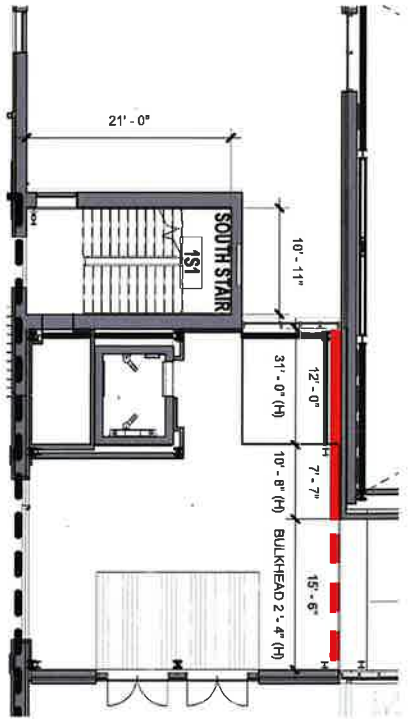 21' - 0"
SOUTH STAIR
1S1
10' - 11"
12' - 0"
31' - 0" (H)
7' - 7"
10' - 8" (H)
15' - 6"
BULKHEAD 2' - 4" (H)